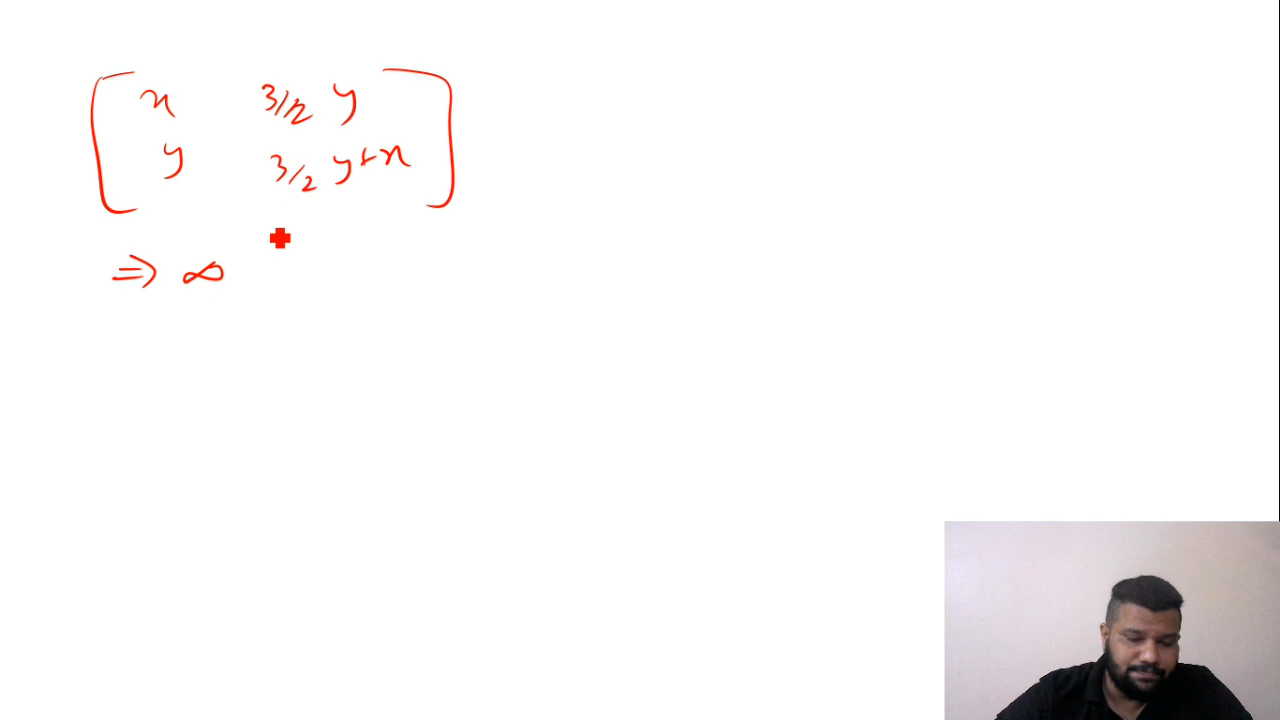 x 3/2 y
y 3/2 y+x
⇒ ∞